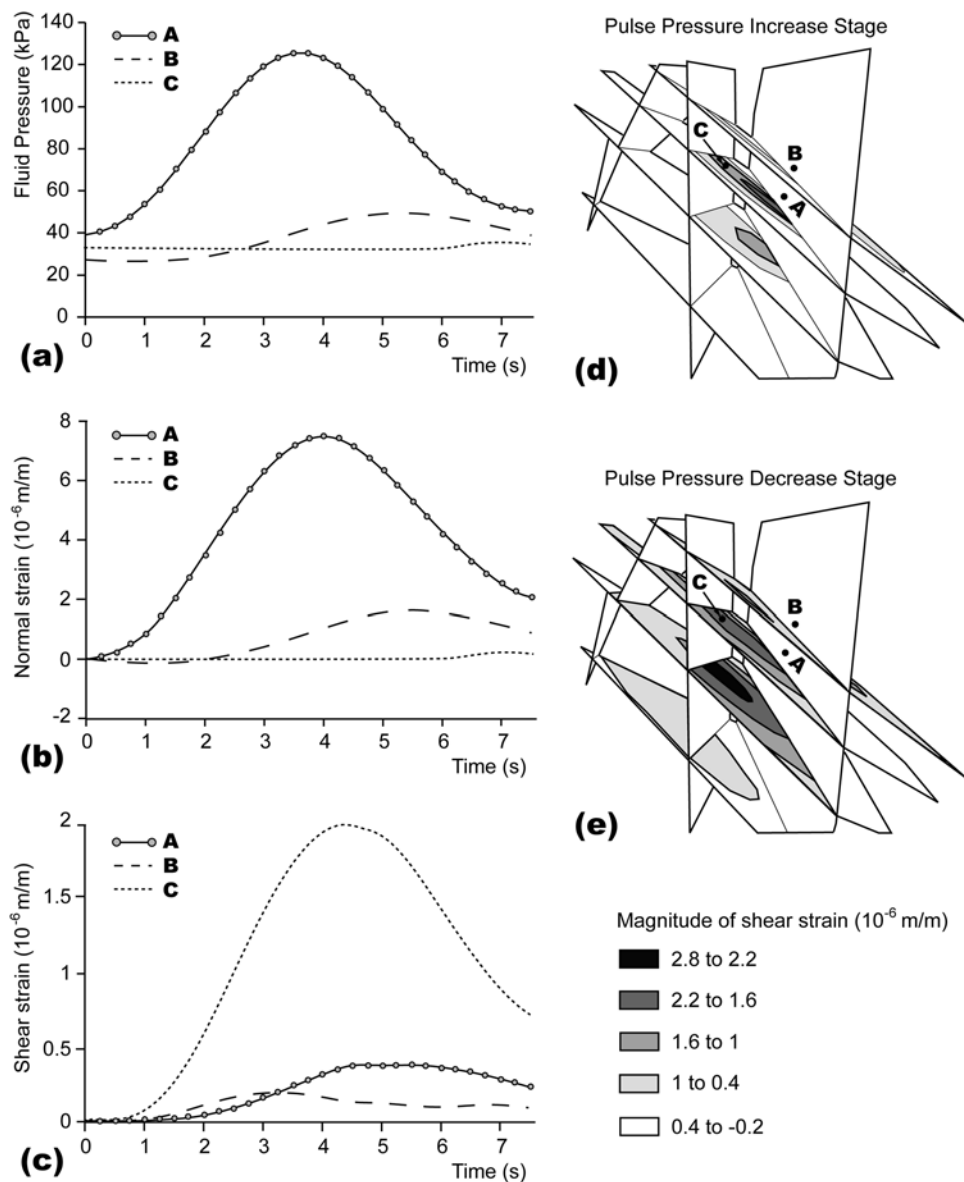 140
120
100
80
60
40
20
0
Fluid Pressure (kPa)
A
B
C
0 1 2 3 4 5 6 7
Time (s)
(a)
8
6
4
2
0
-2
Normal strain (10⁻⁶ m/m)
A
B
C
0 1 2 3 4 5 6 7
Time (s)
(b)
2
1.5
1
0.5
0
Shear strain (10⁻⁶ m/m)
A
B
C
0 1 2 3 4 5 6 7
Time (s)
(c)
Pulse Pressure Increase Stage
C
B
A
(d)
Pulse Pressure Decrease Stage
C
B
A
(e)
Magnitude of shear strain (10⁻⁶ m/m)
2.8 to 2.2
2.2 to 1.6
1.6 to 1
1 to 0.4
0.4 to -0.2